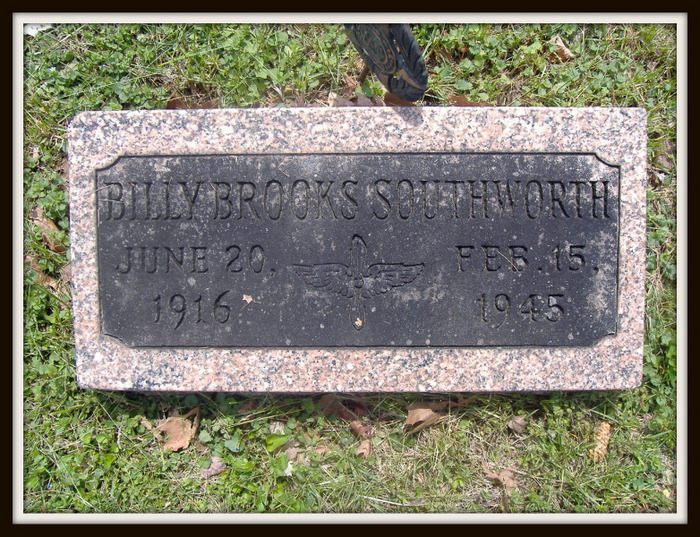 BILLY BROOKS SOUTHWORTH
JUNE 20, FEB. 15,
1916 1945